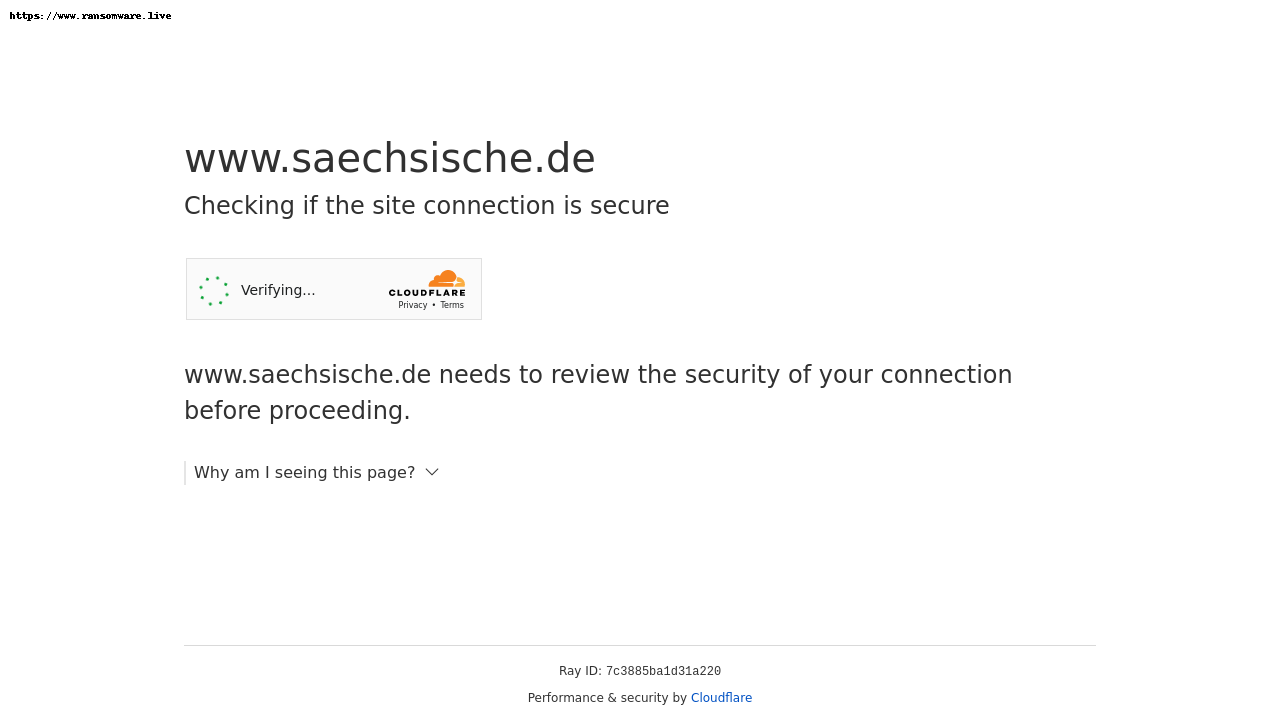 https://www.ransomware.live
www.saechsische.de
Checking if the site connection is secure
Verifying...
CLOUDFLARE
Privacy • Terms
www.saechsische.de needs to review the security of your connection
before proceeding.
Why am I seeing this page?
Ray ID: 7c3885ba1d31a220
Performance & security by Cloudflare